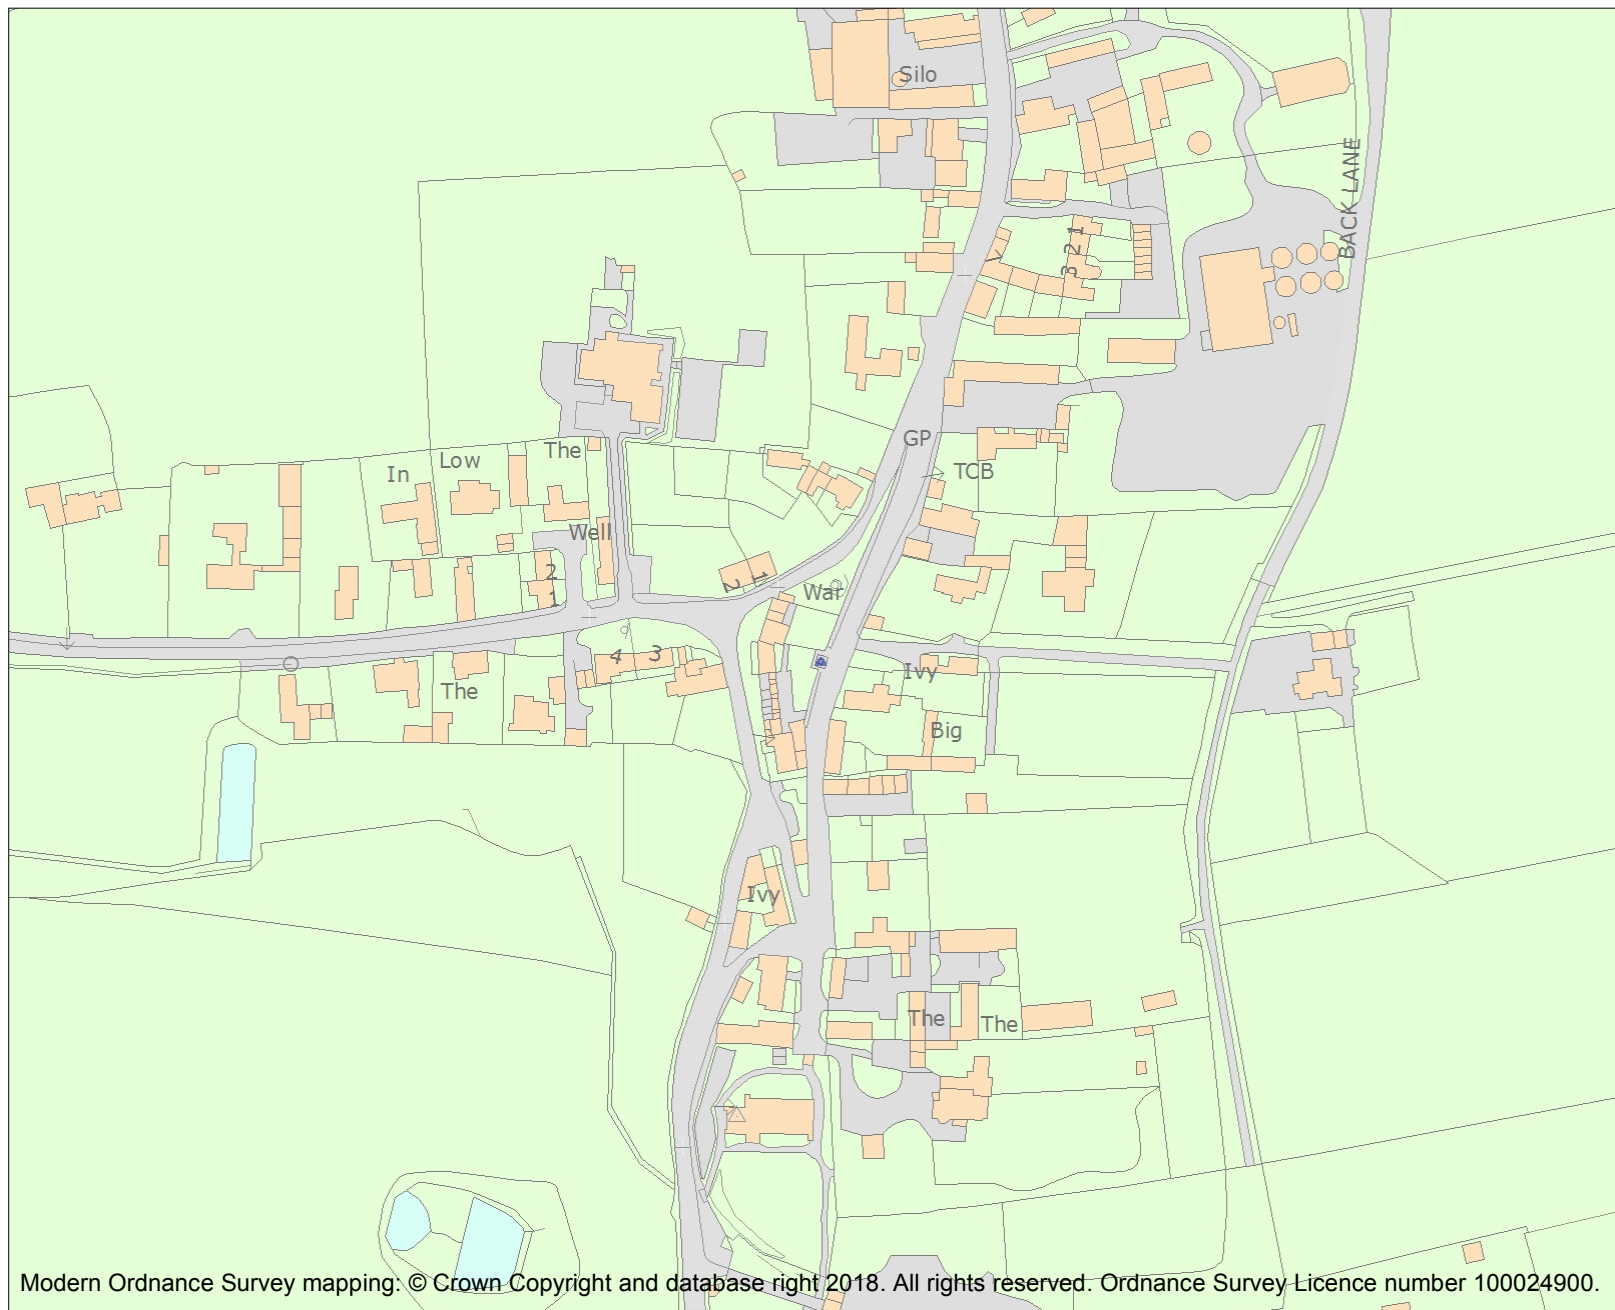 Silo
BACK LANE
1
2
3
7
GP
TCB
The
Low
In
Well
2
1
1
2
War
4
3
The
Ivy
Big
Ivy
The
The
Modern Ordnance Survey mapping: © Crown Copyright and database right 2018. All rights reserved. Ordnance Survey Licence number 100024900.